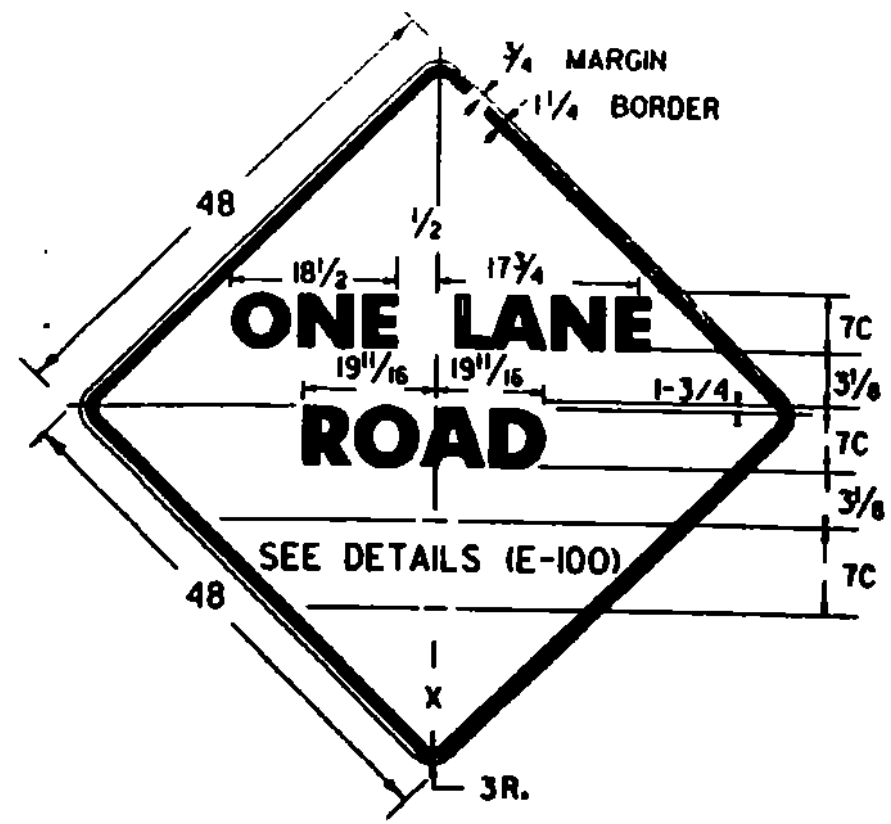 3/4 MARGIN
1 1/4 BORDER
48
1/2
18 1/2 17 3/4
ONE LANE
7C
19 11/16 19 11/16
1-3/4 3 1/8
ROAD
7C
3 1/8
SEE DETAILS (E-100)
7C
48
X
3R.